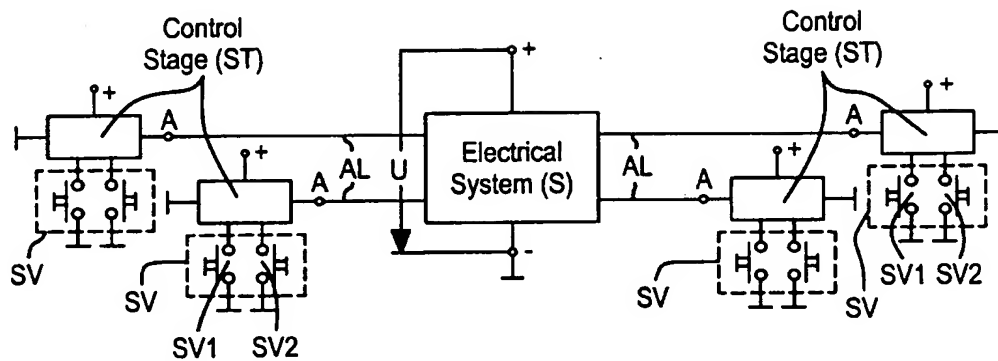 Control
Stage (ST)
Control
Stage (ST)
+
+
+
A
A
U
Electrical
System (S)
AL
AL
+
+
A
A
-
SV
SV
SV
SV
SV1
SV2
SV1
SV2